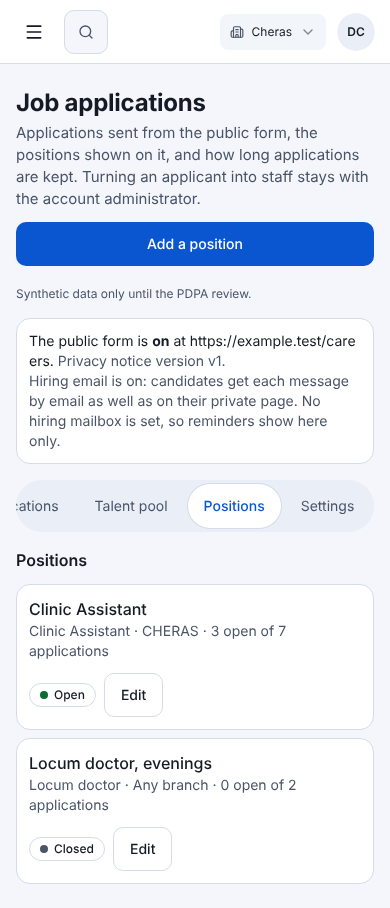 Cheras
DC
Job applications
Applications sent from the public form, the
positions shown on it, and how long applications
are kept. Turning an applicant into staff stays with
the account administrator.
Add a position
Synthetic data only until the PDPA review.
The public form is on at https://example.test/care
ers. Privacy notice version v1.
Hiring email is on: candidates get each message
by email as well as on their private page. No
hiring mailbox is set, so reminders show here
only.
cations Talent pool Positions Settings
Positions
Clinic Assistant
Clinic Assistant · CHERAS · 3 open of 7
applications
Open Edit
Locum doctor, evenings
Locum doctor · Any branch · 0 open of 2
applications
Closed Edit